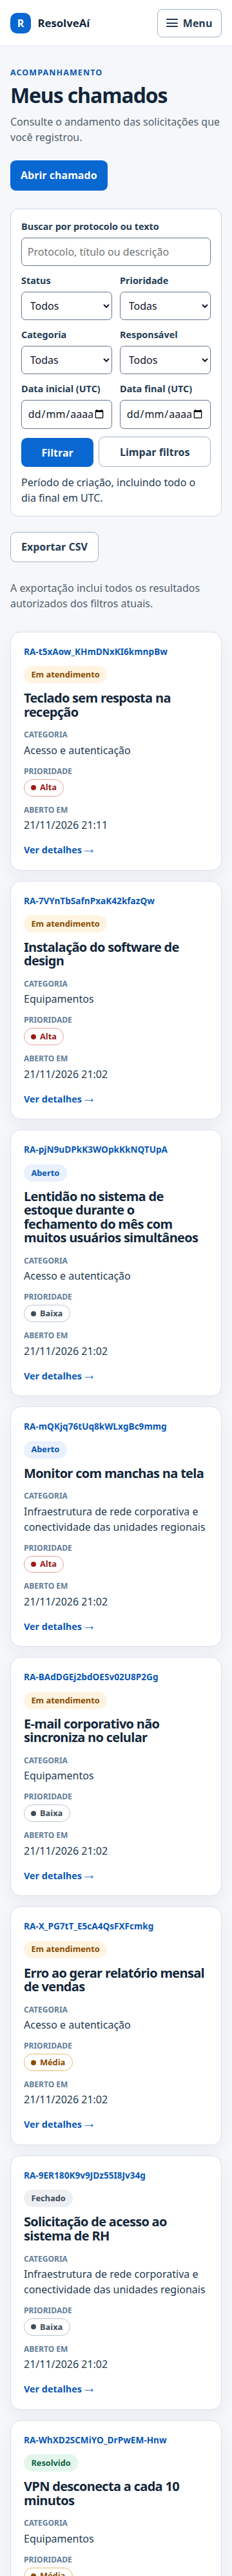 R ResolveAí Menu
ACOMPANHAMENTO
Meus chamados
Consulte o andamento das solicitações que
você registrou.
Abrir chamado
Buscar por protocolo ou texto
Protocolo, título ou descrição
Status Prioridade
Todos Todas
Categoria Responsável
Todas Todos
Data inicial (UTC) Data final (UTC)
dd/mm/aaaa dd/mm/aaaa
Filtrar Limpar filtros
Período de criação, incluindo todo o
dia final em UTC.
Exportar CSV
A exportação inclui todos os resultados
autorizados dos filtros atuais.
RA-t5xAow_KHmDNxKI6kmnpBw
Em atendimento
Teclado sem resposta na
recepção
CATEGORIA
Acesso e autenticação
PRIORIDADE
Alta
ABERTO EM
21/11/2026 21:11
Ver detalhes →
RA-7VYnTbSafnPxaK42kfazQw
Em atendimento
Instalação do software de
design
CATEGORIA
Equipamentos
PRIORIDADE
Alta
ABERTO EM
21/11/2026 21:02
Ver detalhes →
RA-pjN9uDPkK3WOpkKkNQTUpA
Aberto
Lentidão no sistema de
estoque durante o
fechamento do mês com
muitos usuários simultâneos
CATEGORIA
Acesso e autenticação
PRIORIDADE
Baixa
ABERTO EM
21/11/2026 21:02
Ver detalhes →
RA-mQKjq76tUq8kWLxgBc9mmg
Aberto
Monitor com manchas na tela
CATEGORIA
Infraestrutura de rede corporativa e
conectividade das unidades regionais
PRIORIDADE
Alta
ABERTO EM
21/11/2026 21:02
Ver detalhes →
RA-BAdDGEj2bdOESv02U8P2Gg
Em atendimento
E-mail corporativo não
sincroniza no celular
CATEGORIA
Equipamentos
PRIORIDADE
Baixa
ABERTO EM
21/11/2026 21:02
Ver detalhes →
RA-X_PG7tT_E5cA4QsFXFcmkg
Em atendimento
Erro ao gerar relatório mensal
de vendas
CATEGORIA
Acesso e autenticação
PRIORIDADE
Média
ABERTO EM
21/11/2026 21:02
Ver detalhes →
RA-9ER180K9v9JDz55I8Jv34g
Fechado
Solicitação de acesso ao
sistema de RH
CATEGORIA
Infraestrutura de rede corporativa e
conectividade das unidades regionais
PRIORIDADE
Baixa
ABERTO EM
21/11/2026 21:02
Ver detalhes →
RA-WhXD2SCMiYO_DrPwEM-Hnw
Resolvido
VPN desconecta a cada 10
minutos
CATEGORIA
Equipamentos
PRIORIDADE
Média